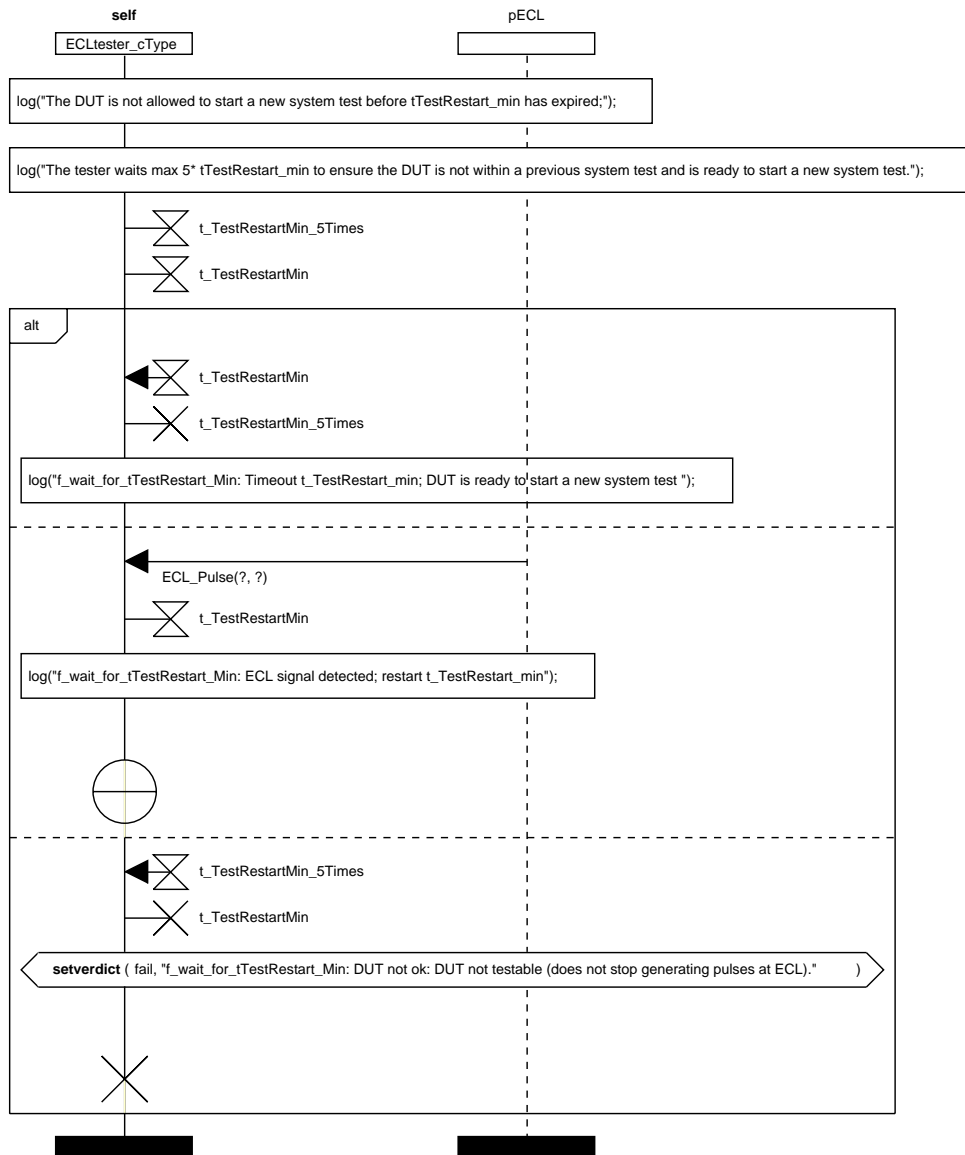 self
pECL
ECLtester_cType
log("The DUT is not allowed to start a new system test before tTestRestart_min has expired;");
log("The tester waits max 5* tTestRestart_min to ensure the DUT is not within a previous system test and is ready to start a new system test.");
t_TestRestartMin_5Times
t_TestRestartMin
alt
t_TestRestartMin
t_TestRestartMin_5Times
log("f_wait_for_tTestRestart_Min: Timeout t_TestRestart_min; DUT is ready to start a new system test ");
ECL_Pulse(?, ?)
t_TestRestartMin
log("f_wait_for_tTestRestart_Min: ECL signal detected; restart t_TestRestart_min");
t_TestRestartMin_5Times
t_TestRestartMin
setverdict ( fail, "f_wait_for_tTestRestart_Min: DUT not ok: DUT not testable (does not stop generating pulses at ECL)." )